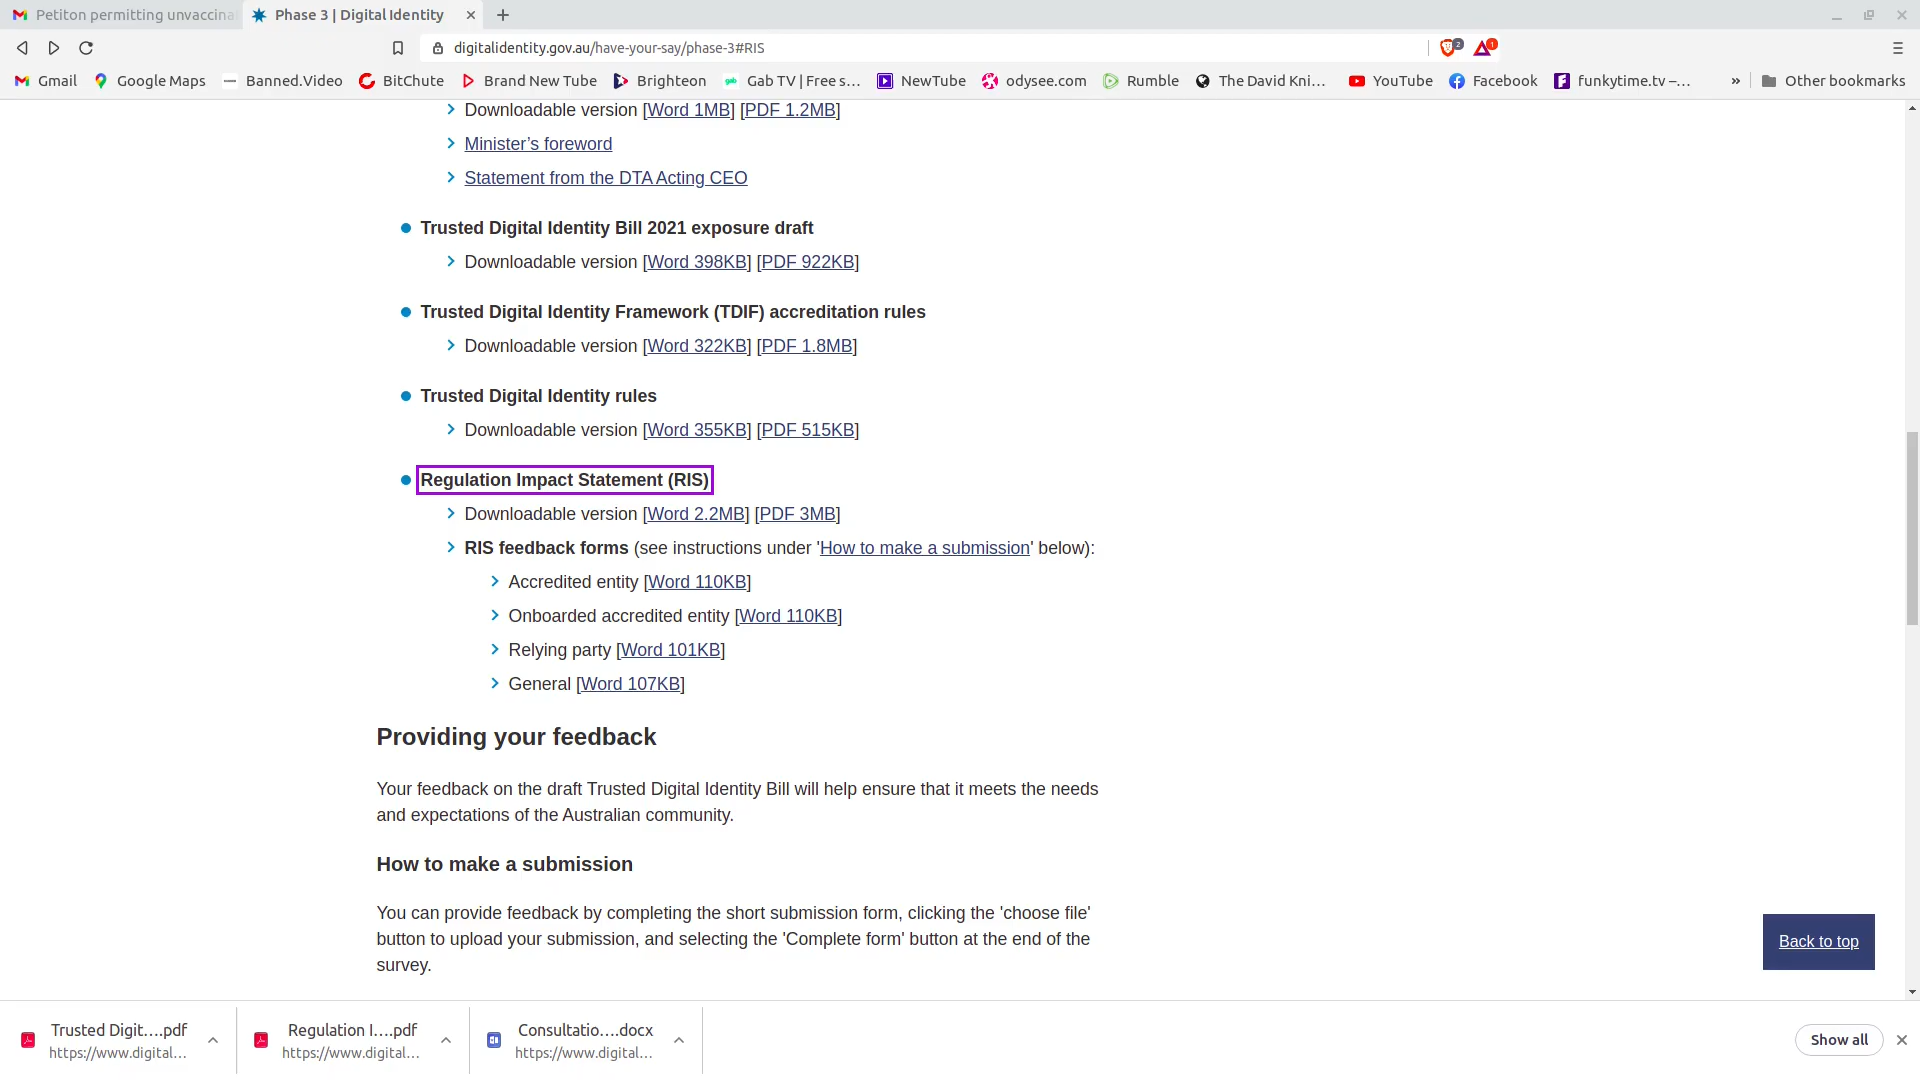 Petiton permitting unvaccina
Phase 3 | Digital Identity
digitalidentity.gov.au/have-your-say/phase-3#RIS
2
1
Gmail
Google Maps
Banned.Video
BitChute
Brand New Tube
Brighteon
gab
Gab TV | Free s...
NewTube
odysee.com
Rumble
The David Kni...
YouTube
Facebook
funkytime.tv –...
»
Other bookmarks
Downloadable version [Word 1MB] [PDF 1.2MB]
Minister’s foreword
Statement from the DTA Acting CEO
Trusted Digital Identity Bill 2021 exposure draft
Downloadable version [Word 398KB] [PDF 922KB]
Trusted Digital Identity Framework (TDIF) accreditation rules
Downloadable version [Word 322KB] [PDF 1.8MB]
Trusted Digital Identity rules
Downloadable version [Word 355KB] [PDF 515KB]
Regulation Impact Statement (RIS)
Downloadable version [Word 2.2MB] [PDF 3MB]
RIS feedback forms (see instructions under 'How to make a submission' below):
Accredited entity [Word 110KB]
Onboarded accredited entity [Word 110KB]
Relying party [Word 101KB]
General [Word 107KB]
Providing your feedback
Your feedback on the draft Trusted Digital Identity Bill will help ensure that it meets the needs
and expectations of the Australian community.
How to make a submission
You can provide feedback by completing the short submission form, clicking the 'choose file'
button to upload your submission, and selecting the 'Complete form' button at the end of the
survey.
Back to top
Trusted Digit....pdf
https://www.digital...
Regulation I....pdf
https://www.digital...
Consultatio....docx
https://www.digital...
Show all